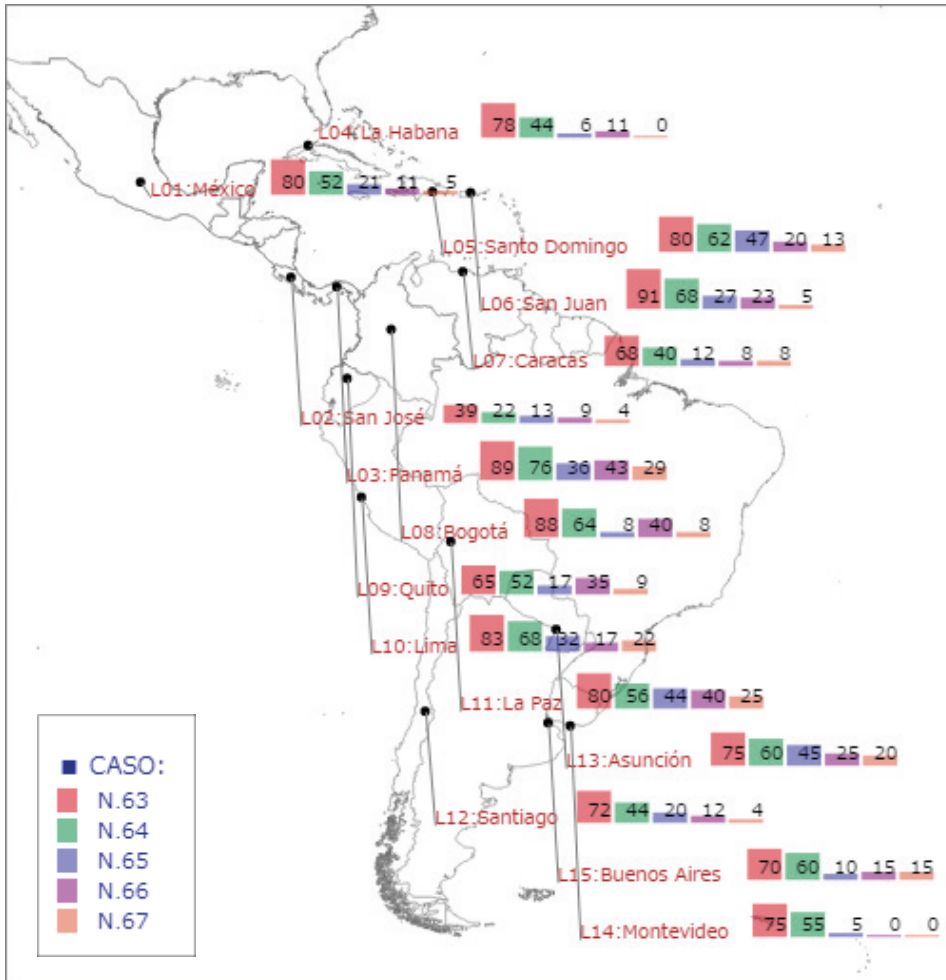 L04:La Habana 78 44 6 11 0
L01:México 80 52 21 11 5
L05:Santo Domingo 80 62 47 20 13
L06:San Juan 91 68 27 23 5
L07:Caracas 68 40 12 8 8
L02:San José 39 22 13 9 4
L03:Panamá 89 76 36 43 29
L08:Bogotá 88 64 8 40 8
L09:Quito 65 52 17 35 9
L10:Lima 83 68 32 17 22
L11:La Paz 80 56 44 40 25
L13:Asunción 75 60 45 25 20
L12:Santiago 72 44 20 12 4
L15:Buenos Aires 70 60 10 15 15
L14:Montevideo 75 55 5 0 0
CASO:
N.63
N.64
N.65
N.66
N.67